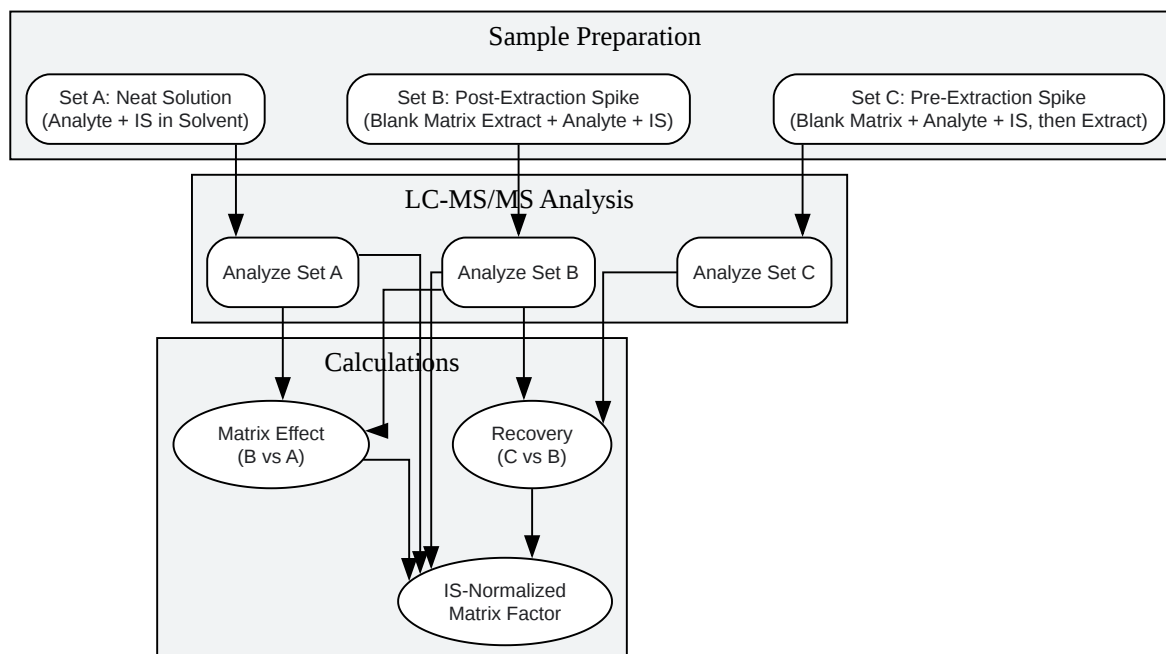 Sample Preparation
Set A: Neat Solution
(Analyte + IS in Solvent)
Set B: Post-Extraction Spike
(Blank Matrix Extract + Analyte + IS)
Set C: Pre-Extraction Spike
(Blank Matrix + Analyte + IS, then Extract)
LC-MS/MS Analysis
Analyze Set A
Analyze Set B
Analyze Set C
Calculations
Matrix Effect
(B vs A)
Recovery
(C vs B)
IS-Normalized
Matrix Factor